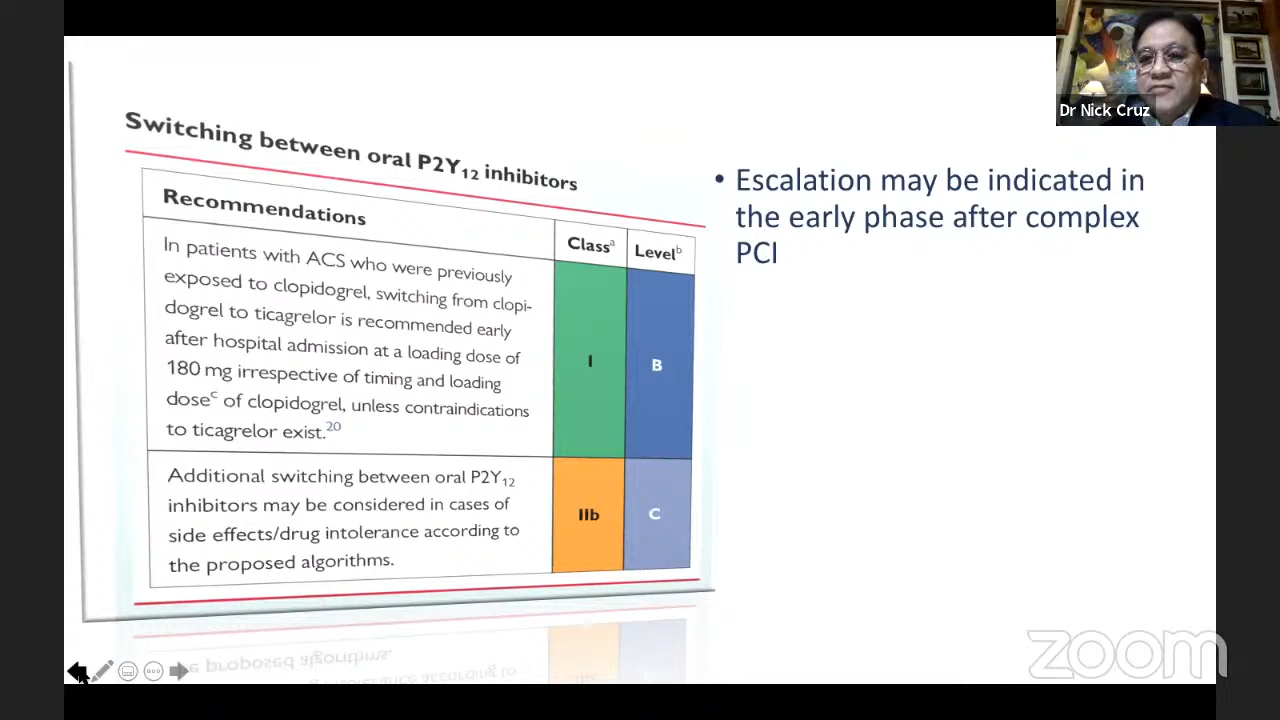 Dr Nick Cruz
Switching between oral P2Y12 inhibitors
Recommendations
Classa
Levelb
In patients with ACS who were previously
exposed to clopidogrel, switching from clopi-
dogrel to ticagrelor is recommended early
after hospital admission at a loading dose of
180 mg irrespective of timing and loading
dosec of clopidogrel, unless contraindications
to ticagrelor exist.20
I
B
Additional switching between oral P2Y12
inhibitors may be considered in cases of
side effects/drug intolerance according to
the proposed algorithms.
IIb
C
• Escalation may be indicated in
the early phase after complex
PCI
zoom